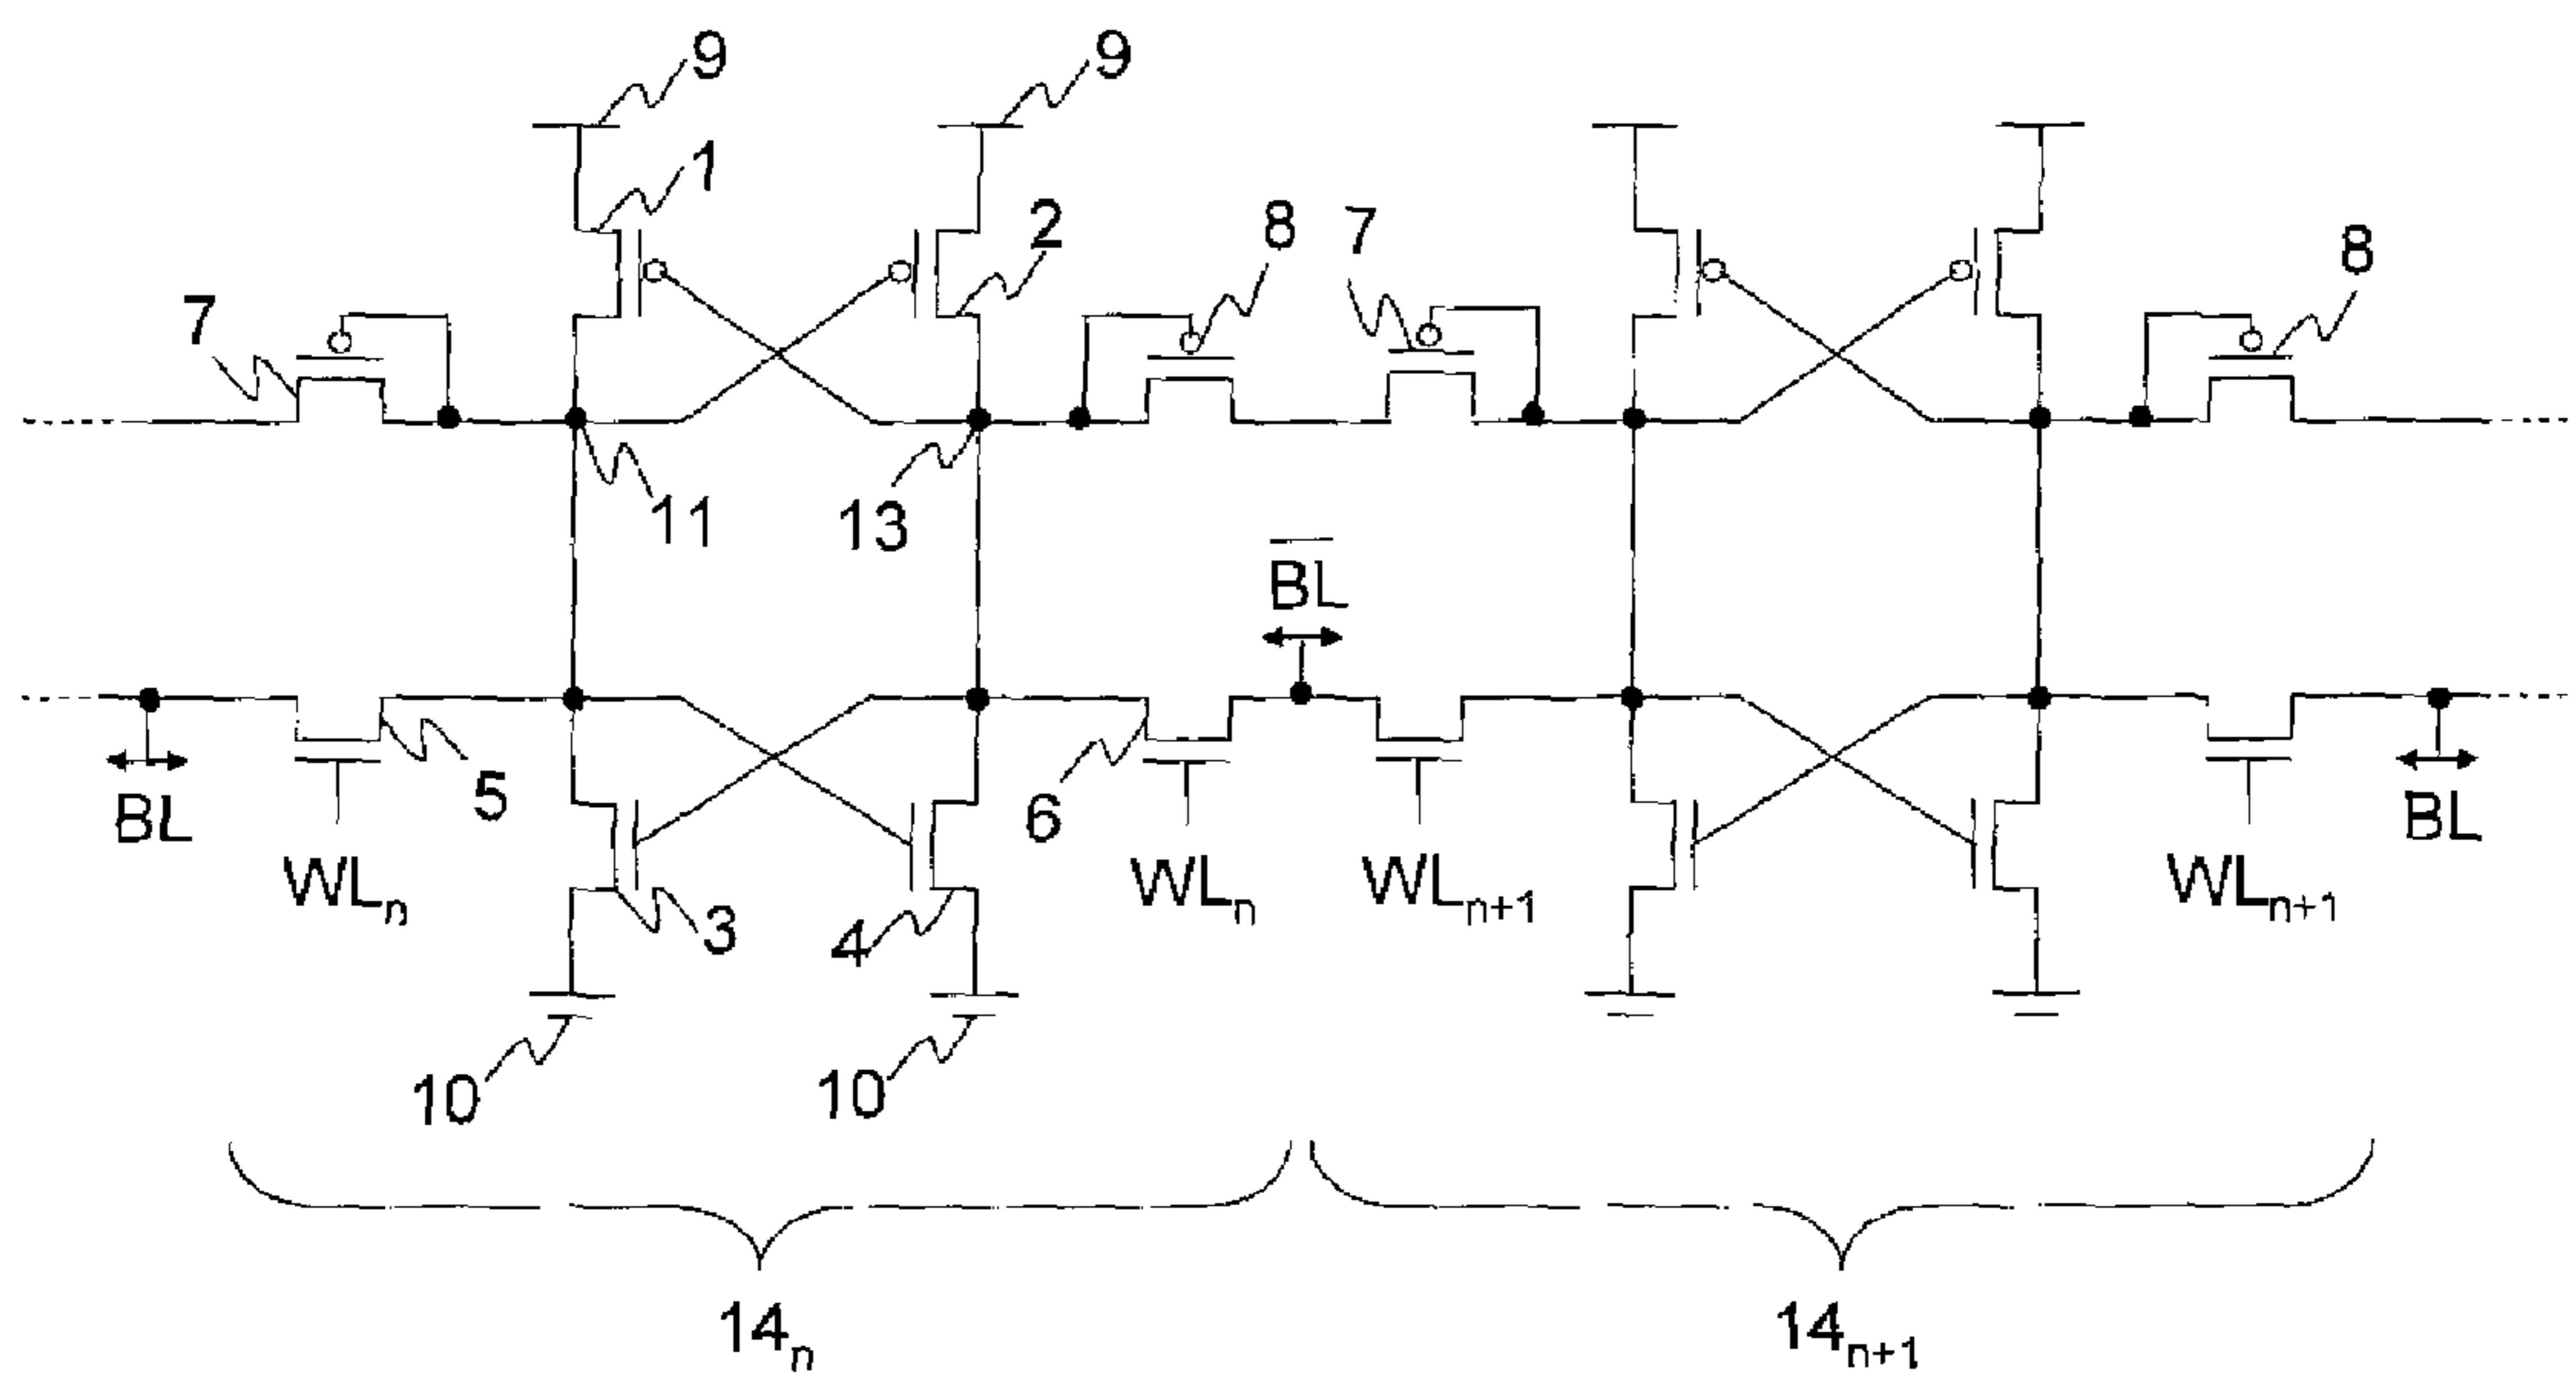 9 9
1
2 8 7 8
7
11 13
B̅L̅
5 6
BL BL
WLₙ WLₙ WLₙ₊₁ WLₙ₊₁
3 4
10 10
14ₙ 14ₙ₊₁